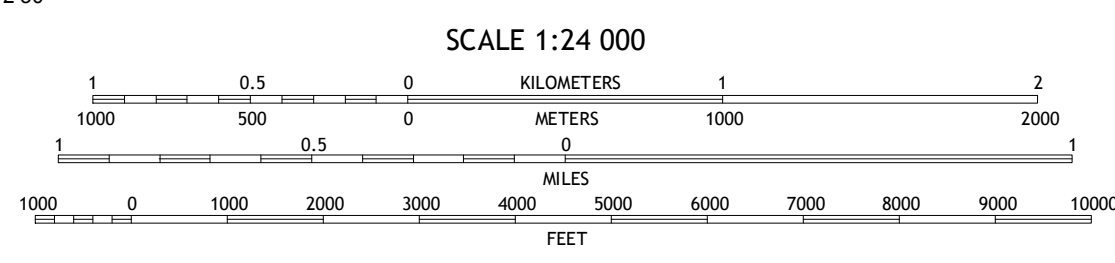 SCALE 1:24 000
1 0.5 0 KILOMETERS 1 2
1000 500 0 METERS 1000 2000
1 0.5 0 1
MILES
1000 0 1000 2000 3000 4000 5000 6000 7000 8000 9000 10000
FEET